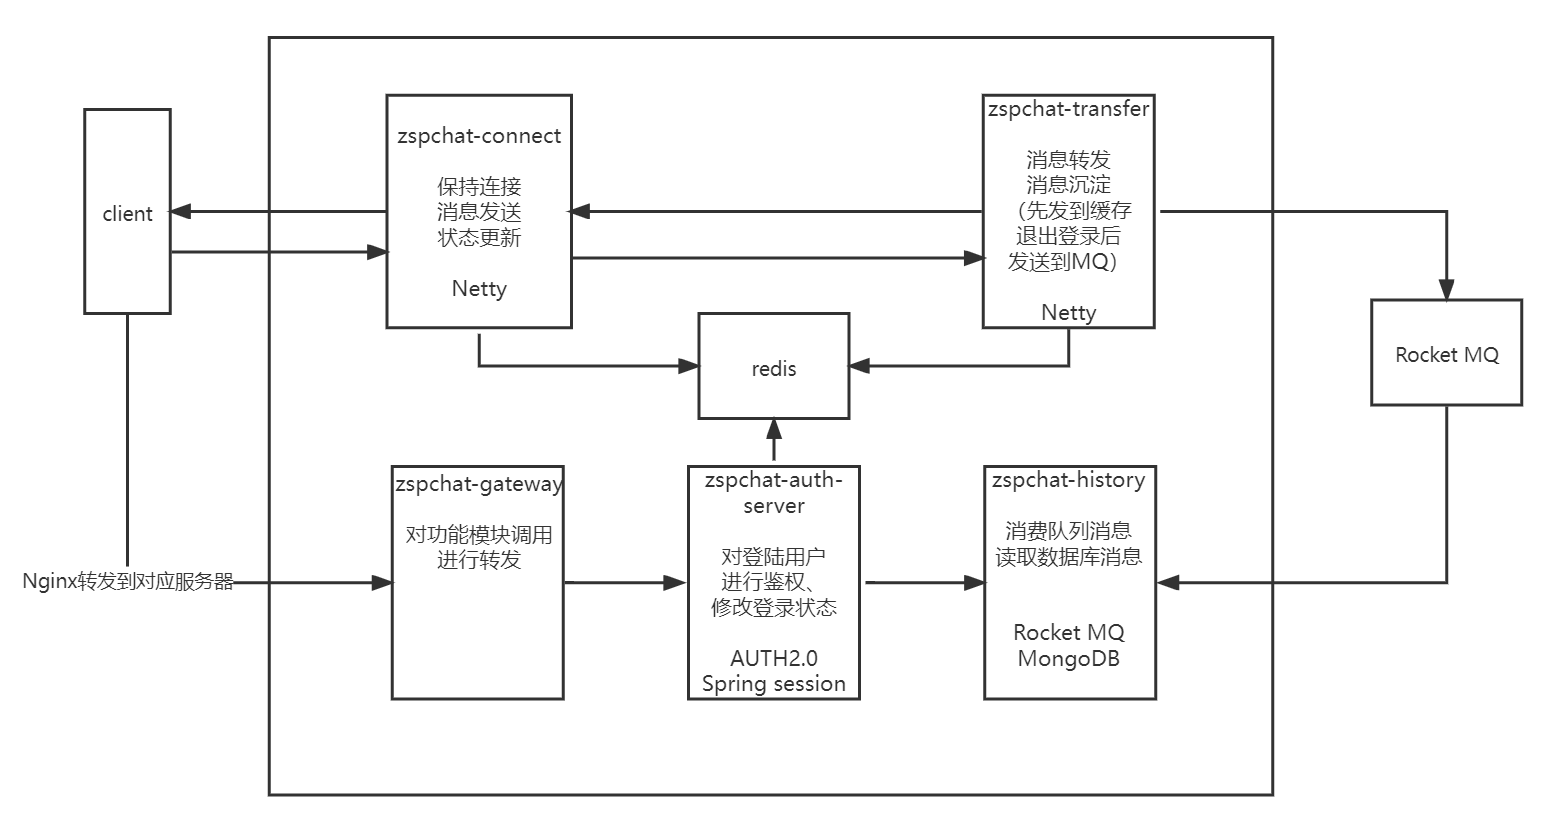 client
zspchat-connect
保持连接
消息发送
状态更新
Netty
zspchat-transfer
消息转发
消息沉淀
（先发到缓存
退出登录后
发送到MQ）
Netty
redis
Rocket MQ
Nginx转发到对应服务器
zspchat-gateway
对功能模块调用
进行转发
zspchat-auth-
server
对登陆用户
进行鉴权、
修改登录状态
AUTH2.0
Spring session
zspchat-history
消费队列消息
读取数据库消息
Rocket MQ
MongoDB